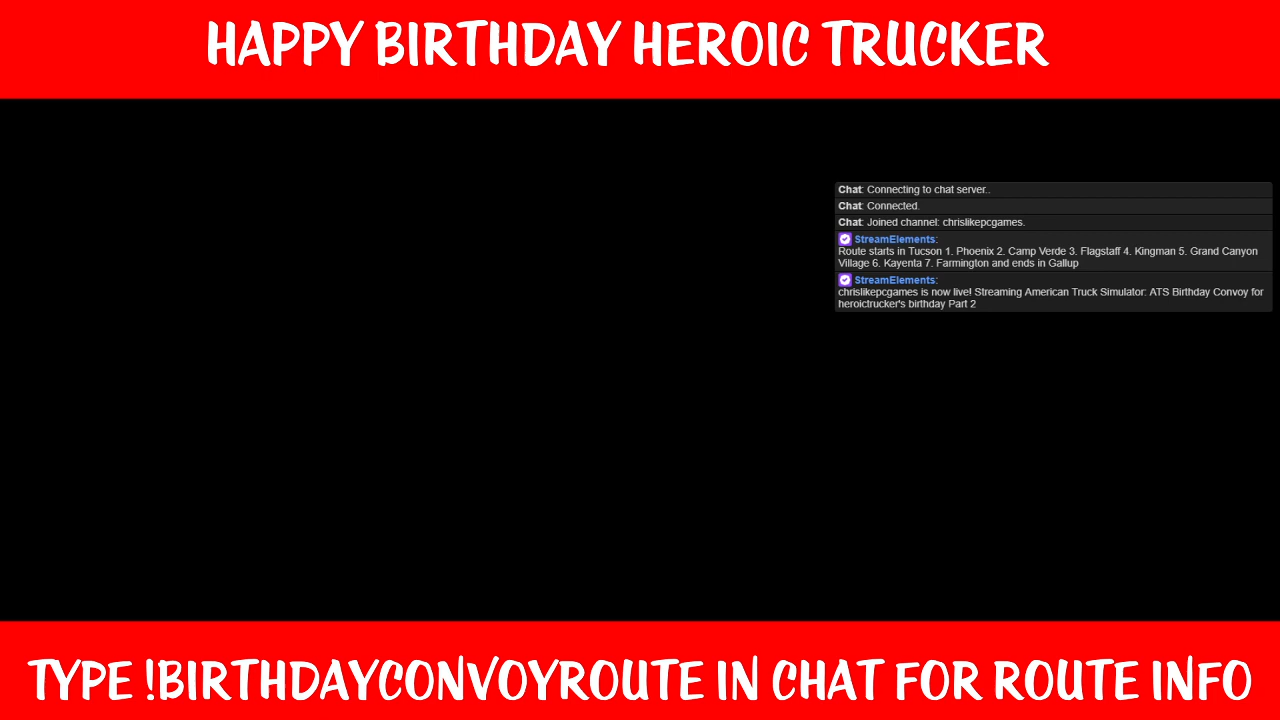 HAPPY BIRTHDAY HEROIC TRUCKER
Chat: Connecting to chat server..
Chat: Connected.
Chat: Joined channel: chrislikepcgames.
StreamElements:
Route starts in Tucson 1. Phoenix 2. Camp Verde 3. Flagstaff 4. Kingman 5. Grand Canyon
Village 6. Kayenta 7. Farmington and ends in Gallup
StreamElements:
chrislikepcgames is now live! Streaming American Truck Simulator: ATS Birthday Convoy for
heroictrucker's birthday Part 2
TYPE !BIRTHDAYCONVOYROUTE IN CHAT FOR ROUTE INFO